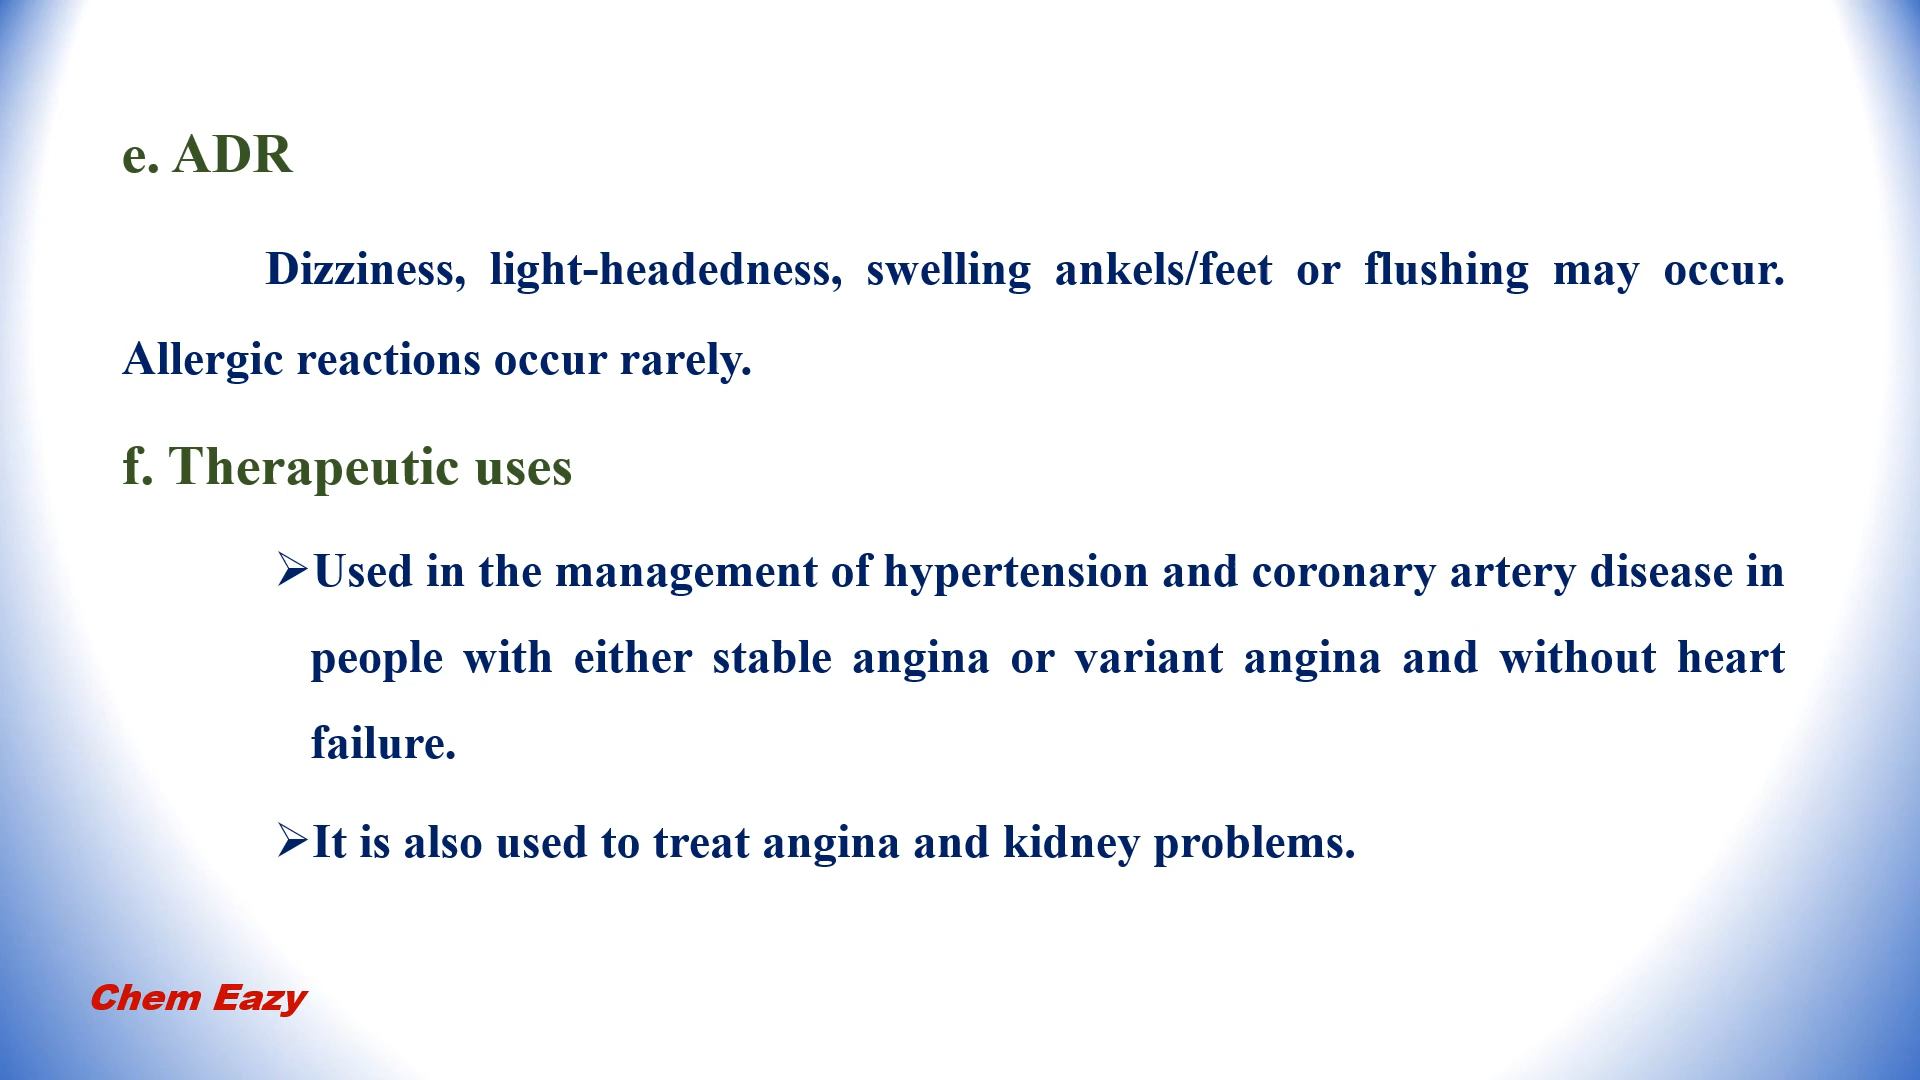 e. ADR
Dizziness, light-headedness, swelling ankels/feet or flushing may occur.
Allergic reactions occur rarely.
f. Therapeutic uses
➢Used in the management of hypertension and coronary artery disease in
people with either stable angina or variant angina and without heart
failure.
➢It is also used to treat angina and kidney problems.
Chem Eazy